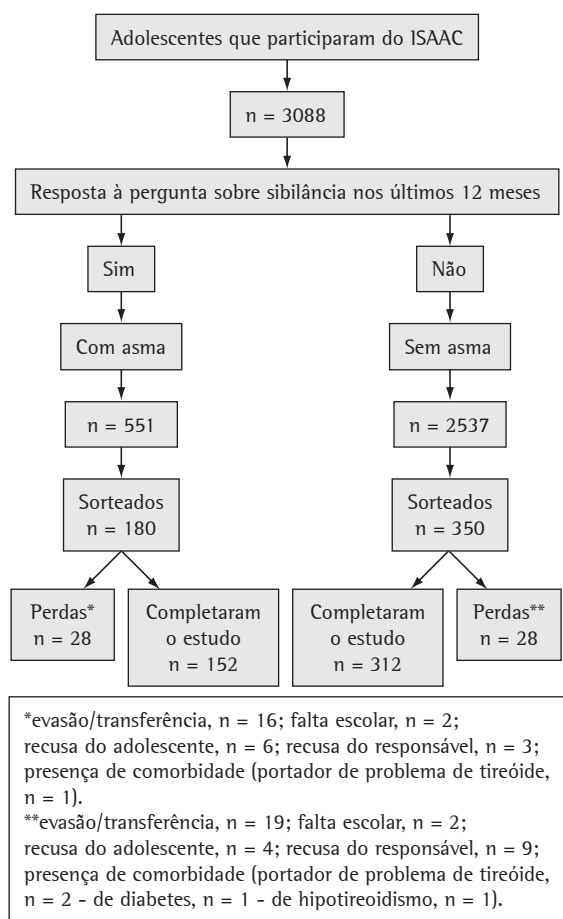 Adolescentes que participaram do ISAAC
n = 3088
Resposta à pergunta sobre sibilância nos últimos 12 meses
Sim
Não
Com asma
Sem asma
n = 551
n = 2537
Sorteados
n = 180
Sorteados
n = 350
Perdas*
n = 28
Completaram
o estudo
n = 152
Completaram
o estudo
n = 312
Perdas**
n = 28
*evasão/transferência, n = 16; falta escolar, n = 2;
recusa do adolescente, n = 6; recusa do responsável, n = 3;
presença de comorbidade (portador de problema de tireóide,
n = 1).
**evasão/transferência, n = 19; falta escolar, n = 2;
recusa do adolescente, n = 4; recusa do responsável, n = 9;
presença de comorbidade (portador de problema de tireóide,
n = 2 - de diabetes, n = 1 - de hipotireoidismo, n = 1).